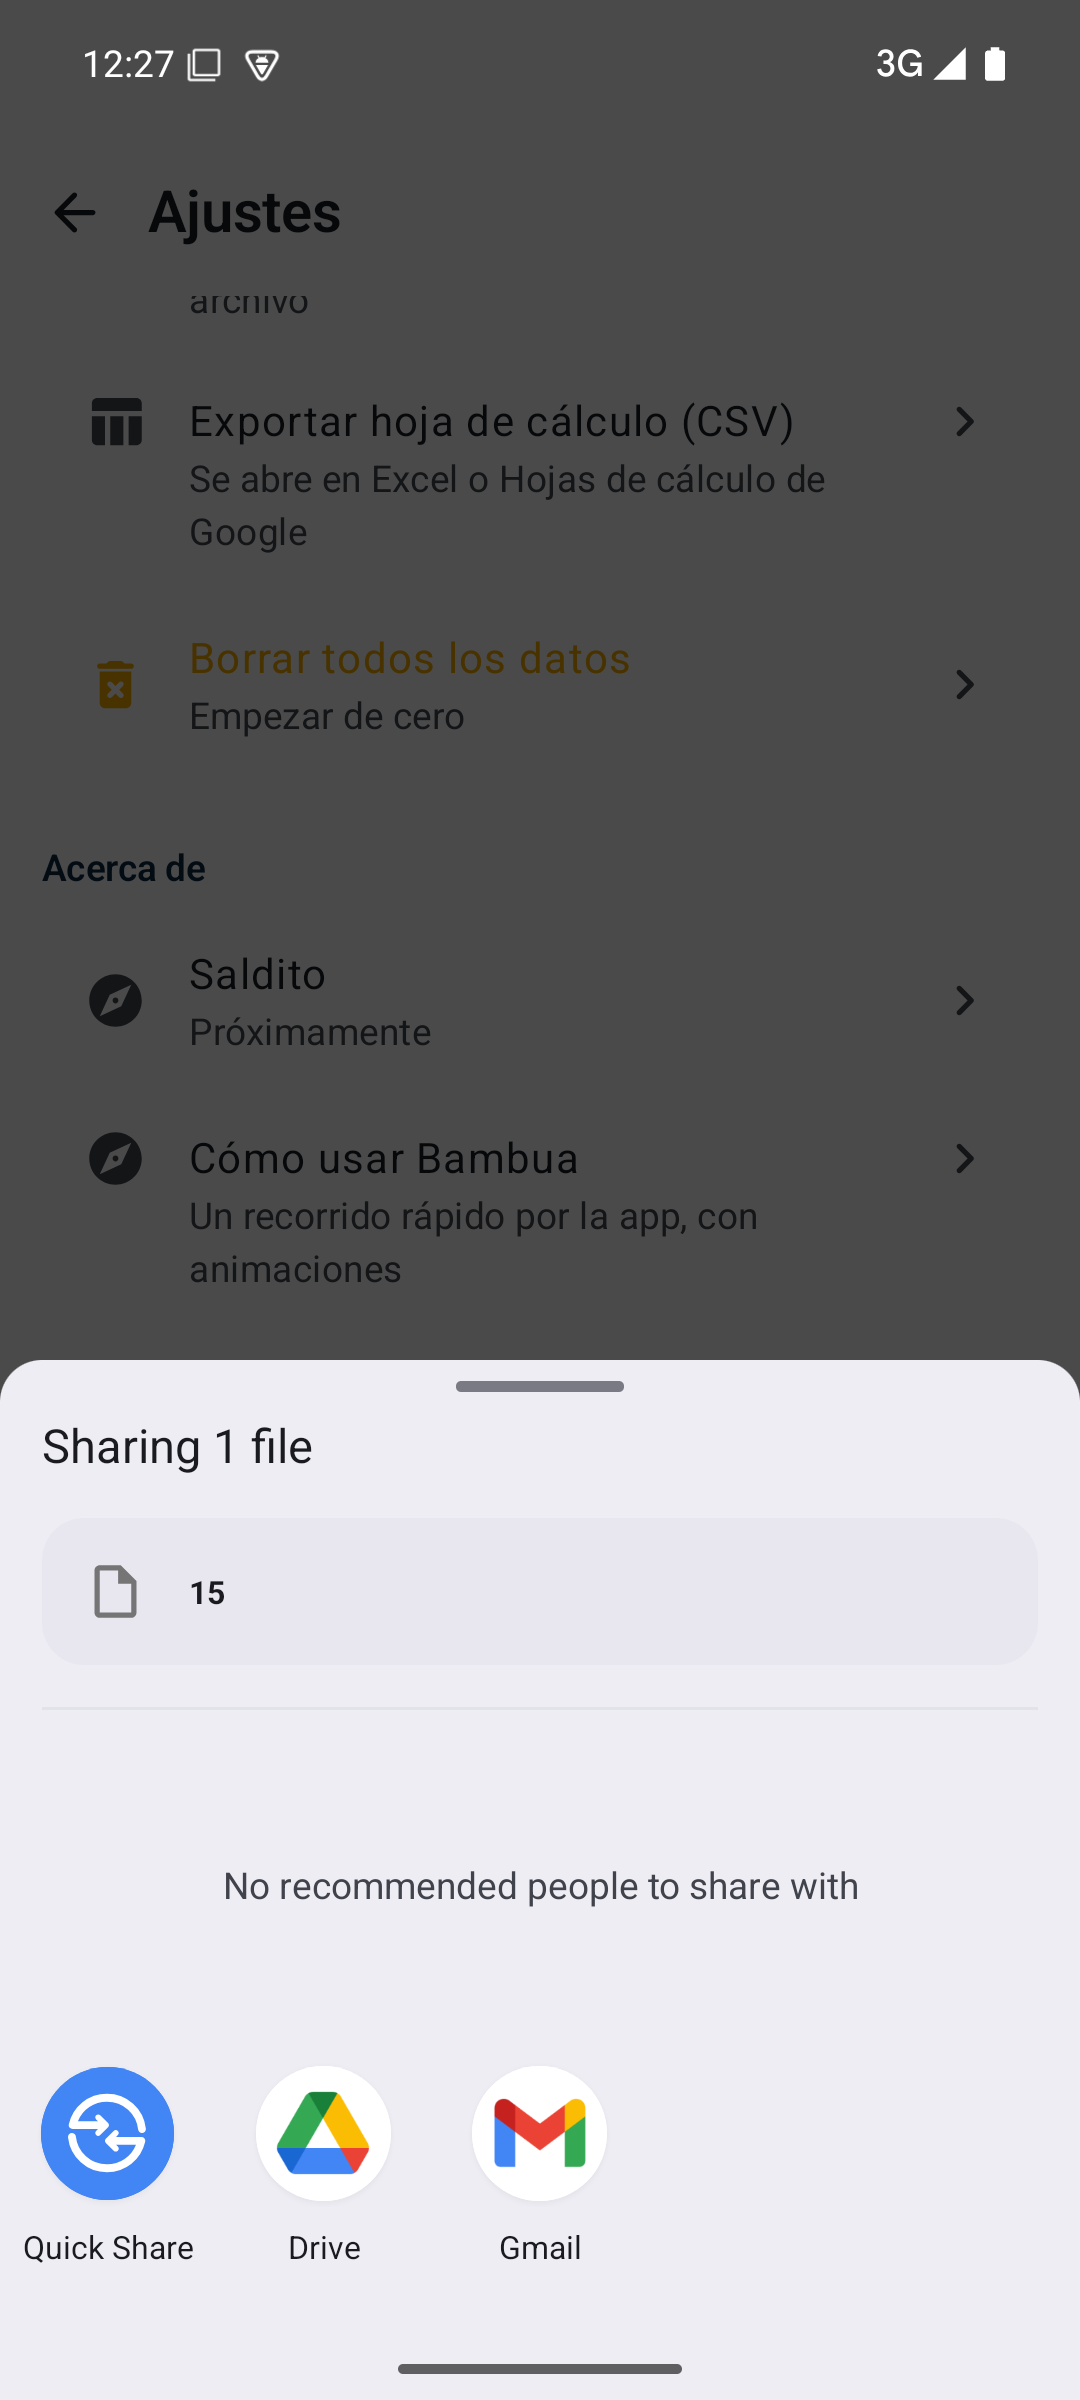 12:27
3G
Ajustes
archivo
Exportar hoja de cálculo (CSV)
Se abre en Excel o Hojas de cálculo de
Google
Borrar todos los datos
Empezar de cero
Acerca de
Saldito
Próximamente
Cómo usar Bambua
Un recorrido rápido por la app, con
animaciones
Sharing 1 file
15
No recommended people to share with
Quick Share
Drive
Gmail